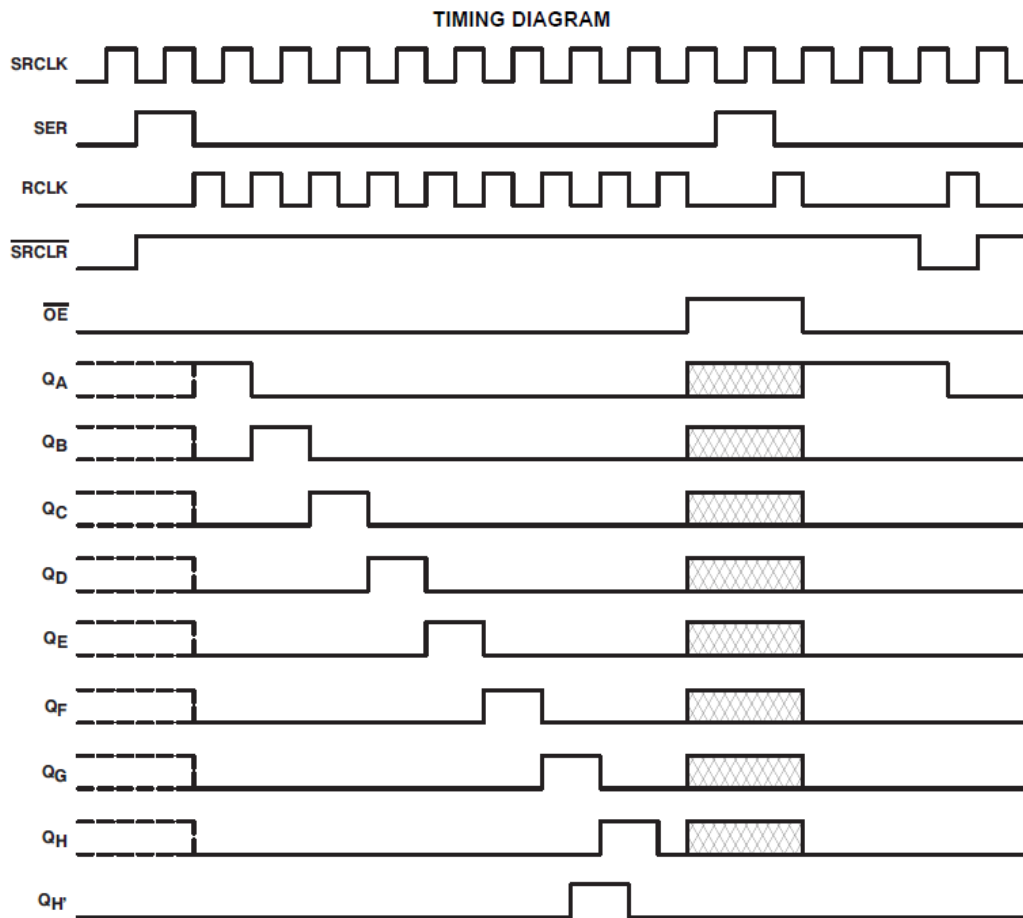 TIMING DIAGRAM
SRCLK
SER
RCLK
SRCLR
OE
QA
QB
QC
QD
QE
QF
QG
QH
QH'